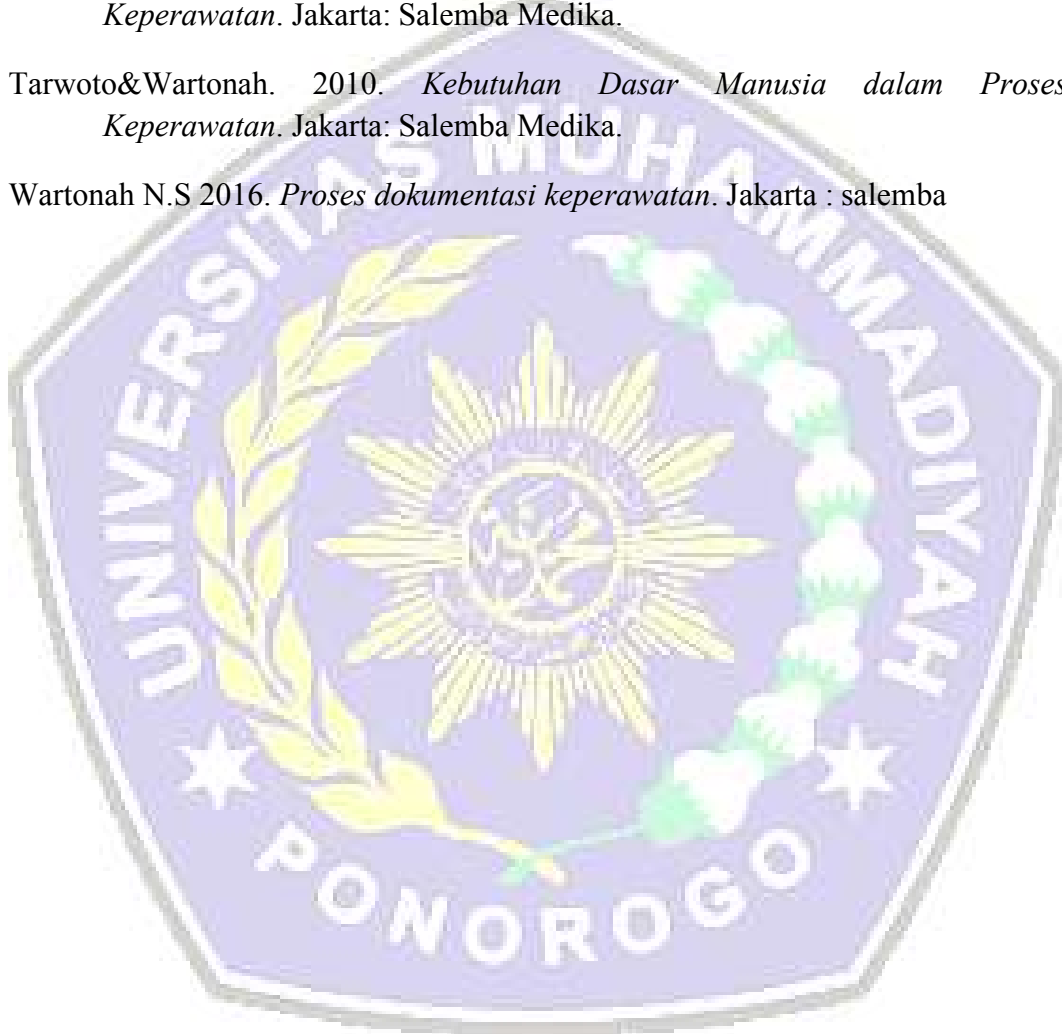 Keperawatan. Jakarta: Salemba Medika.
Tarwoto&Wartonah. 2010. Kebutuhan Dasar Manusia dalam Proses
Keperawatan. Jakarta: Salemba Medika.
Wartonah N.S 2016. Proses dokumentasi keperawatan. Jakarta : salemba
UNIVERSITAS MUHAMMADIYAH
PONOROGO